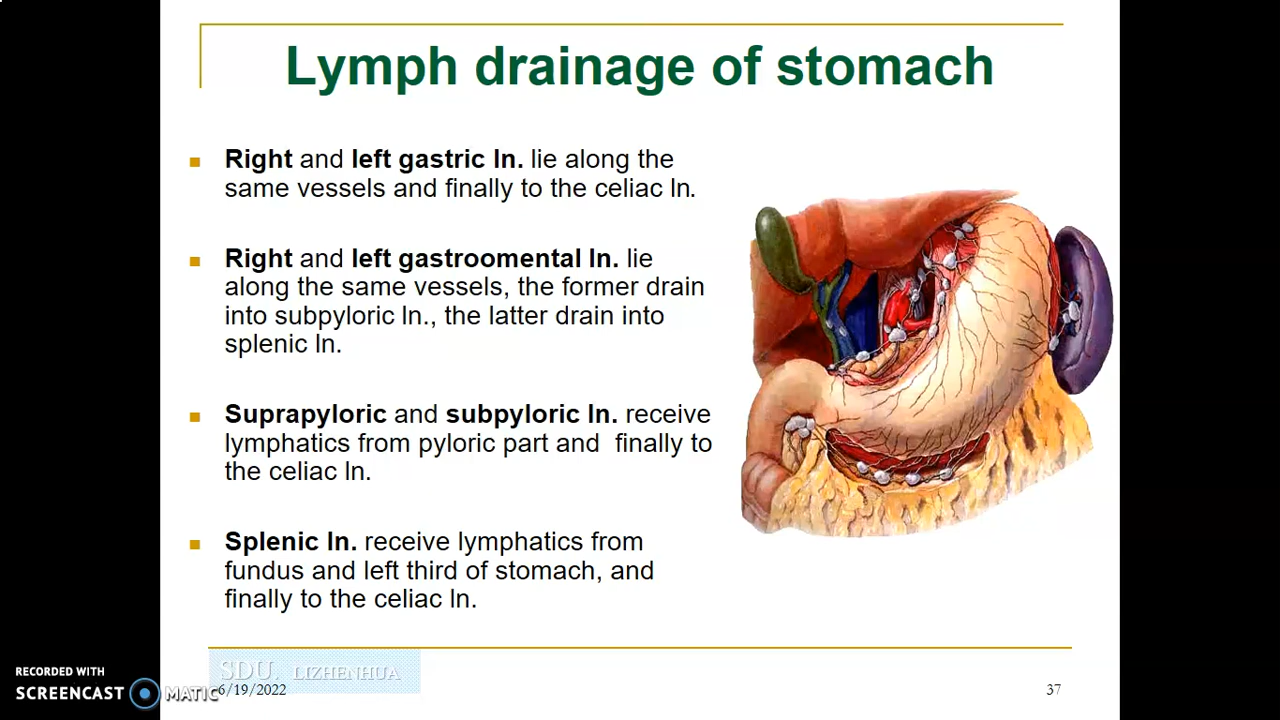 Lymph drainage of stomach
Right and left gastric ln. lie along the
same vessels and finally to the celiac ln.
Right and left gastroomental ln. lie
along the same vessels, the former drain
into subpyloric ln., the latter drain into
splenic ln.
Suprapyloric and subpyloric ln. receive
lymphatics from pyloric part and  finally to
the celiac ln.
Splenic ln. receive lymphatics from
fundus and left third of stomach, and
finally to the celiac ln.
SDU. LIZHENHUA
RECORDED WITH
SCREENCAST MATIC
6/19/2022
37